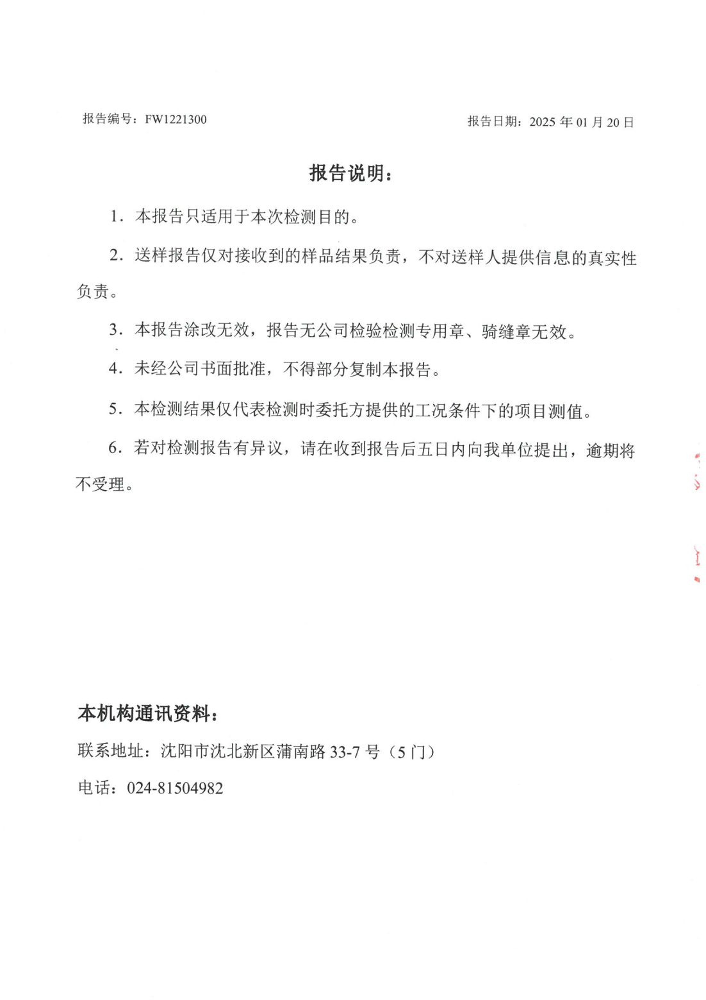 报告编号：FW1221300
报告日期：2025 年 01 月 20 日
报告说明：
1．本报告只适用于本次检测目的。
2．送样报告仅对接收到的样品结果负责，不对送样人提供信息的真实性
负责。
3．本报告涂改无效，报告无公司检验检测专用章、骑缝章无效。
4．未经公司书面批准，不得部分复制本报告。
5．本检测结果仅代表检测时委托方提供的工况条件下的项目测值。
6．若对检测报告有异议，请在收到报告后五日内向我单位提出，逾期将
不受理。
本机构通讯资料：
联系地址：沈阳市沈北新区蒲南路 33-7 号（5 门）
电话：024-81504982